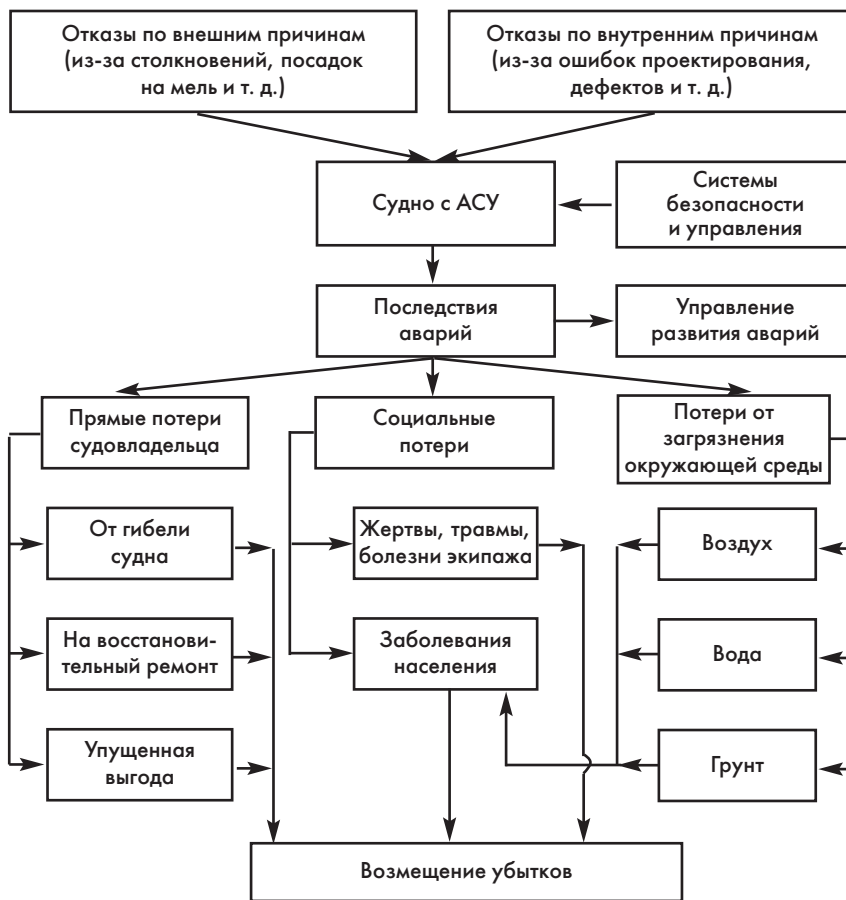 Отказы по внешним причинам
(из-за столкновений, посадок
на мель и т. д.)
Отказы по внутренним причинам
(из-за ошибок проектирования,
дефектов и т. д.)
Судно с АСУ
Системы
безопасности
и управления
Последствия
аварий
Управление
развития аварий
Прямые потери
судовладельца
Социальные
потери
Потери от
загрязнения
окружающей среды
От гибели
судна
Жертвы, травмы,
болезни экипажа
Воздух
На восстанови-
тельный ремонт
Заболевания
населения
Вода
Упущенная
выгода
Грунт
Возмещение убытков